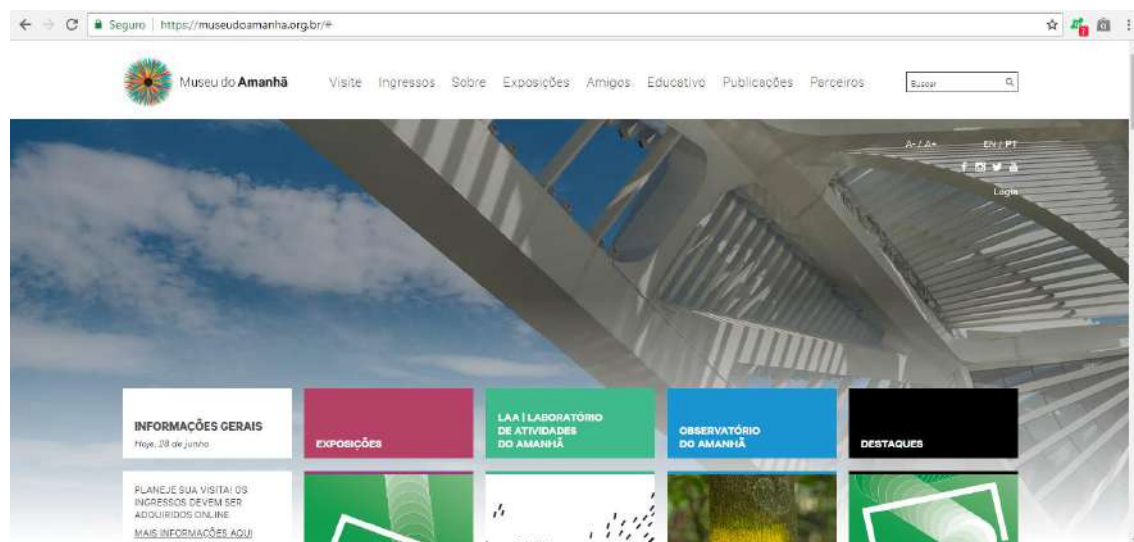 Seguro | https://museudoamanha.org.br/#
Museu do Amanhã
Visite Ingressos Sobre Exposições Amigos Educativo Publicações Parceiros
Buscar
A- / A+ EN / PT
Login
INFORMAÇÕES GERAIS
Hoje, 28 de junho
EXPOSIÇÕES
LAA | LABORATÓRIO
DE ATIVIDADES
DO AMANHÃ
OBSERVATÓRIO
DO AMANHÃ
DESTAQUES
PLANEJE SUA VISITA! OS
INGRESSOS DEVEM SER
ADQUIRIDOS ONLINE
MAIS INFORMAÇÕES AQUI